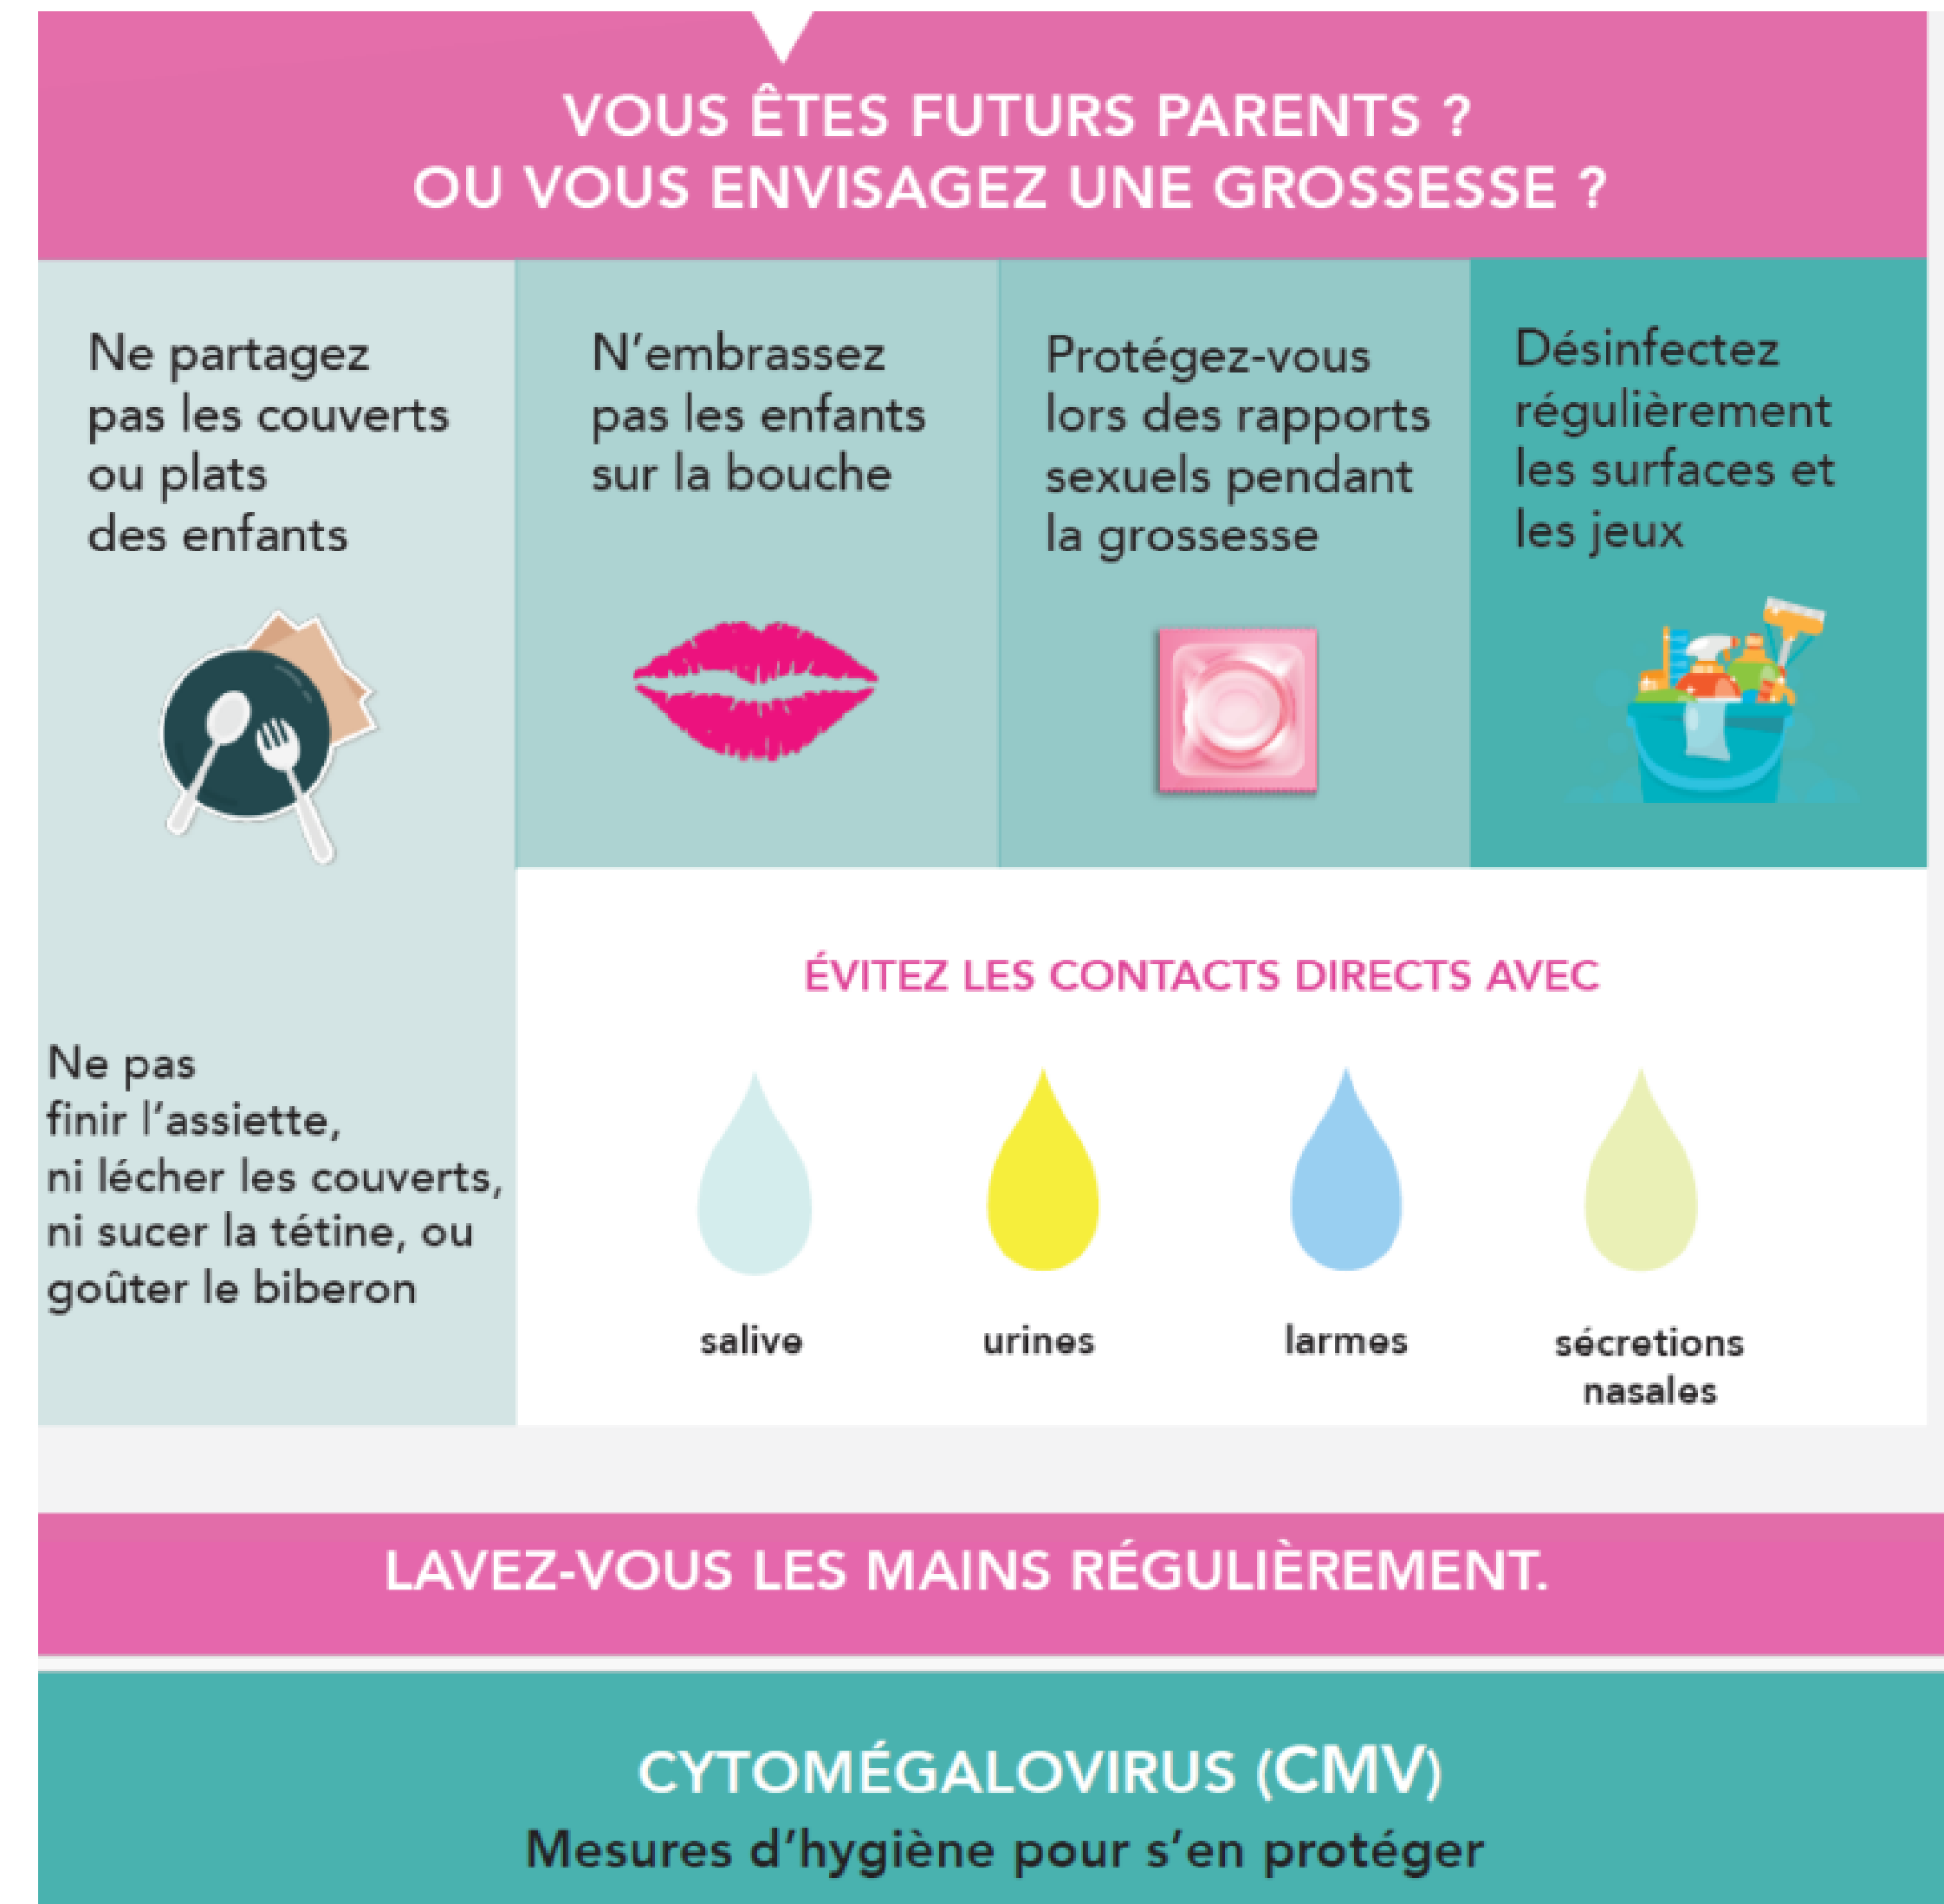 VOUS ÊTES FUTURS PARENTS ?
OU VOUS ENVISAGEZ UNE GROSSESSE ?
Ne partagez
pas les couverts
ou plats
des enfants
N'embrassez
pas les enfants
sur la bouche
Protégez-vous
lors des rapports
sexuels pendant
la grossesse
Désinfectez
régulièrement
les surfaces et
les jeux
Ne pas
finir l'assiette,
ni lécher les couverts,
ni sucer la tétine, ou
goûter le biberon
ÉVITEZ LES CONTACTS DIRECTS AVEC
salive
urines
larmes
sécretions
nasales
LAVEZ-VOUS LES MAINS RÉGULIÈREMENT.
CYTOMÉGALOVIRUS (CMV)
Mesures d'hygiène pour s'en protéger